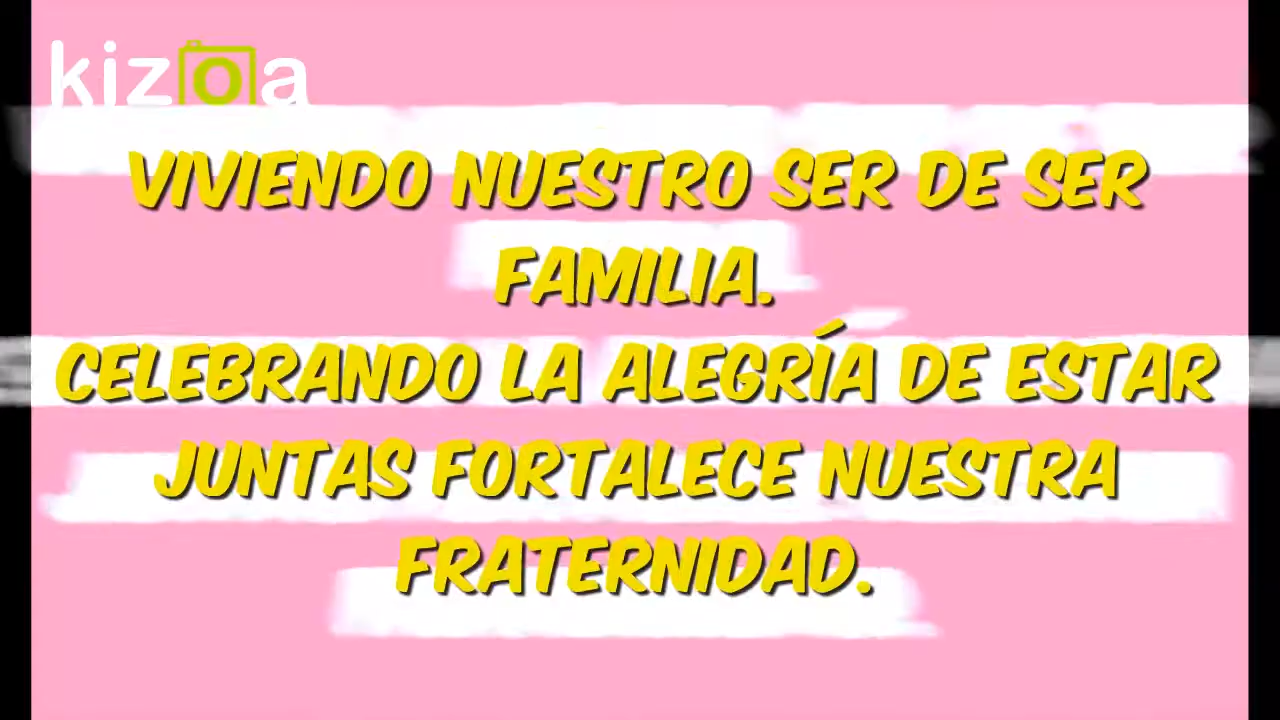 kizoa
VIVIENDO NUESTRO SER DE SER
FAMILIA.
CELEBRANDO LA ALEGRÍA DE ESTAR
JUNTAS FORTALECE NUESTRA
FRATERNIDAD.